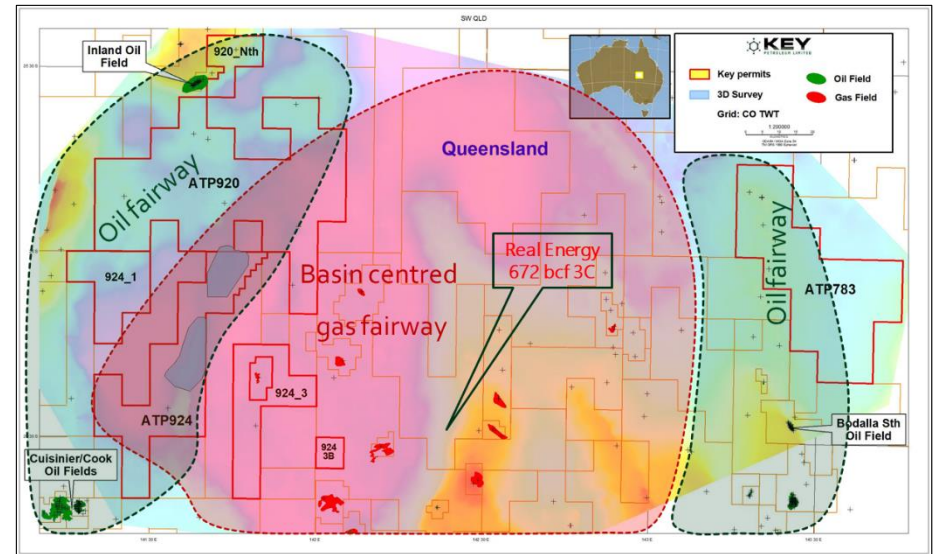 SW QLD
Inland Oil
Field
920_Nth
KEY
PETROLEUM LIMITED
Key permits
Oil Field
3D Survey
Gas Field
Grid: CO TWT
Queensland
Oil fairway
ATP920
924_1
Real Energy
672 bcf 3C
Basin centred
gas fairway
Oil fairway
ATP783
924_3
ATP924
924
3B
Cuisinier/Cook
Oil Fields
Bodalla Sth
Oil Field